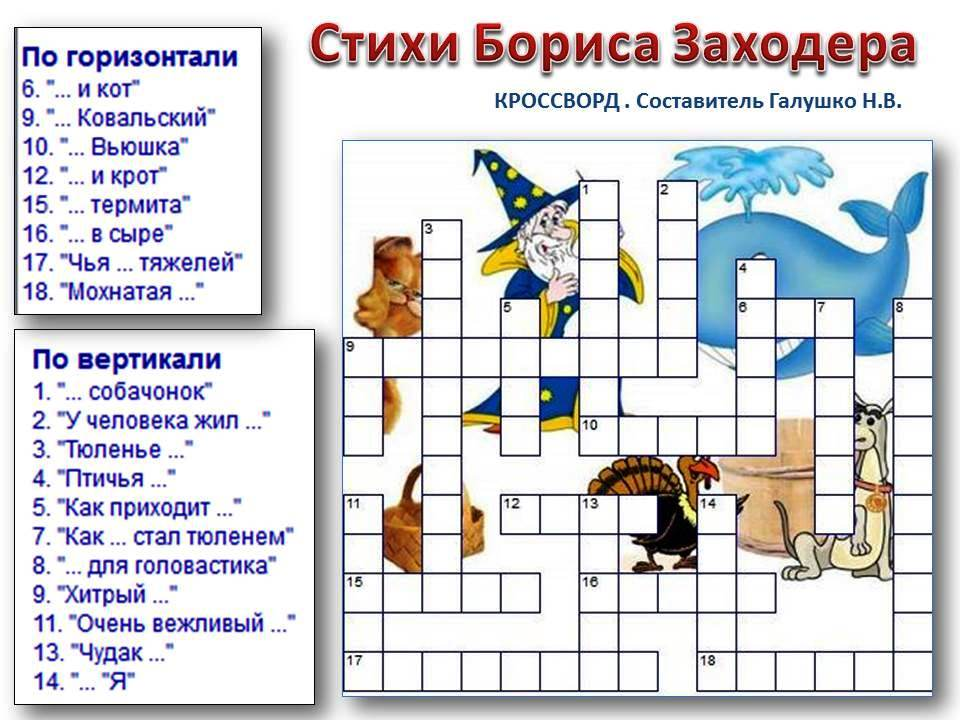 Стихи Бориса Заходера
КРОССВОРД . Составитель Галушко Н.В.
По горизонтали
6. "... и кот"
9. "... Ковальский"
10. "... Вьюшка"
12. "... и крот"
15. "... термита"
16. "... в сыре"
17. "Чья ... тяжелей"
18. "Мохнатая ..."
По вертикали
1. "... собачонок"
2. "У человека жил ..."
3. "Тюленье ..."
4. "Птичья ..."
5. "Как приходит ..."
7. "Как ... стал тюленем"
8. "... для головастика"
9. "Хитрый ..."
11. "Очень вежливый ..."
13. "Чудак ..."
14. "... "Я"
1 2
3
4
5 6 7 8
9
10
11 12 13 14
15 16
17 18